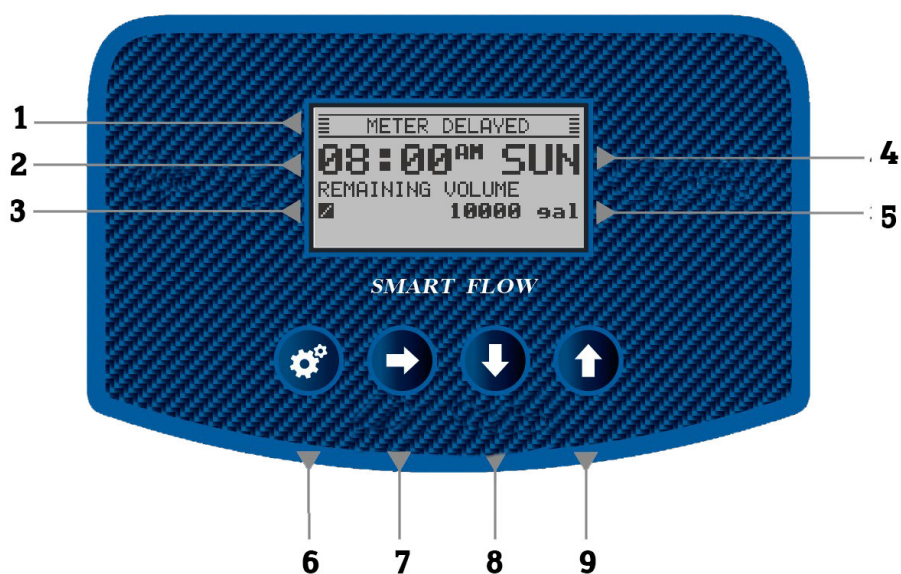 1
METER DELAYED
2
08:00AM SUN
4
REMAINING VOLUME
3
10000 gal
5
SMART FLOW
6 7 8 9